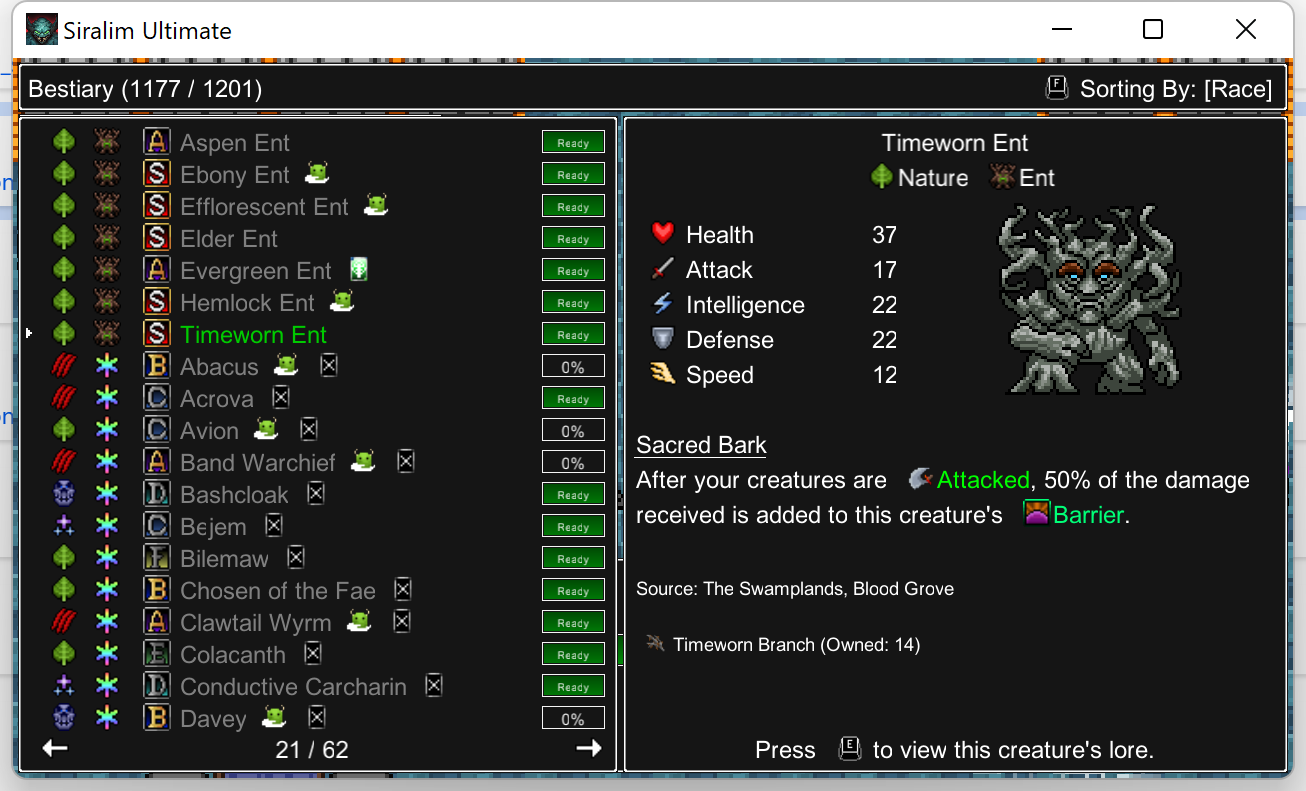 Siralim Ultimate
Bestiary (1177 / 1201)
F Sorting By: [Race]
A Aspen Ent Ready
S Ebony Ent Ready
S Efflorescent Ent Ready
S Elder Ent Ready
A Evergreen Ent Ready
S Hemlock Ent Ready
S Timeworn Ent Ready
B Abacus 0%
C Acrova Ready
C Avion 0%
A Band Warchief 0%
D Bashcloak Ready
C Bejem Ready
F Bilemaw Ready
B Chosen of the Fae Ready
A Clawtail Wyrm Ready
E Colacanth Ready
D Conductive Carcharin Ready
B Davey 0%
21 / 62
Timeworn Ent
Nature Ent
Health 37
Attack 17
Intelligence 22
Defense 22
Speed 12
Sacred Bark
After your creatures are Attacked, 50% of the damage
received is added to this creature's Barrier.
Source: The Swamplands, Blood Grove
Timeworn Branch (Owned: 14)
Press E to view this creature's lore.